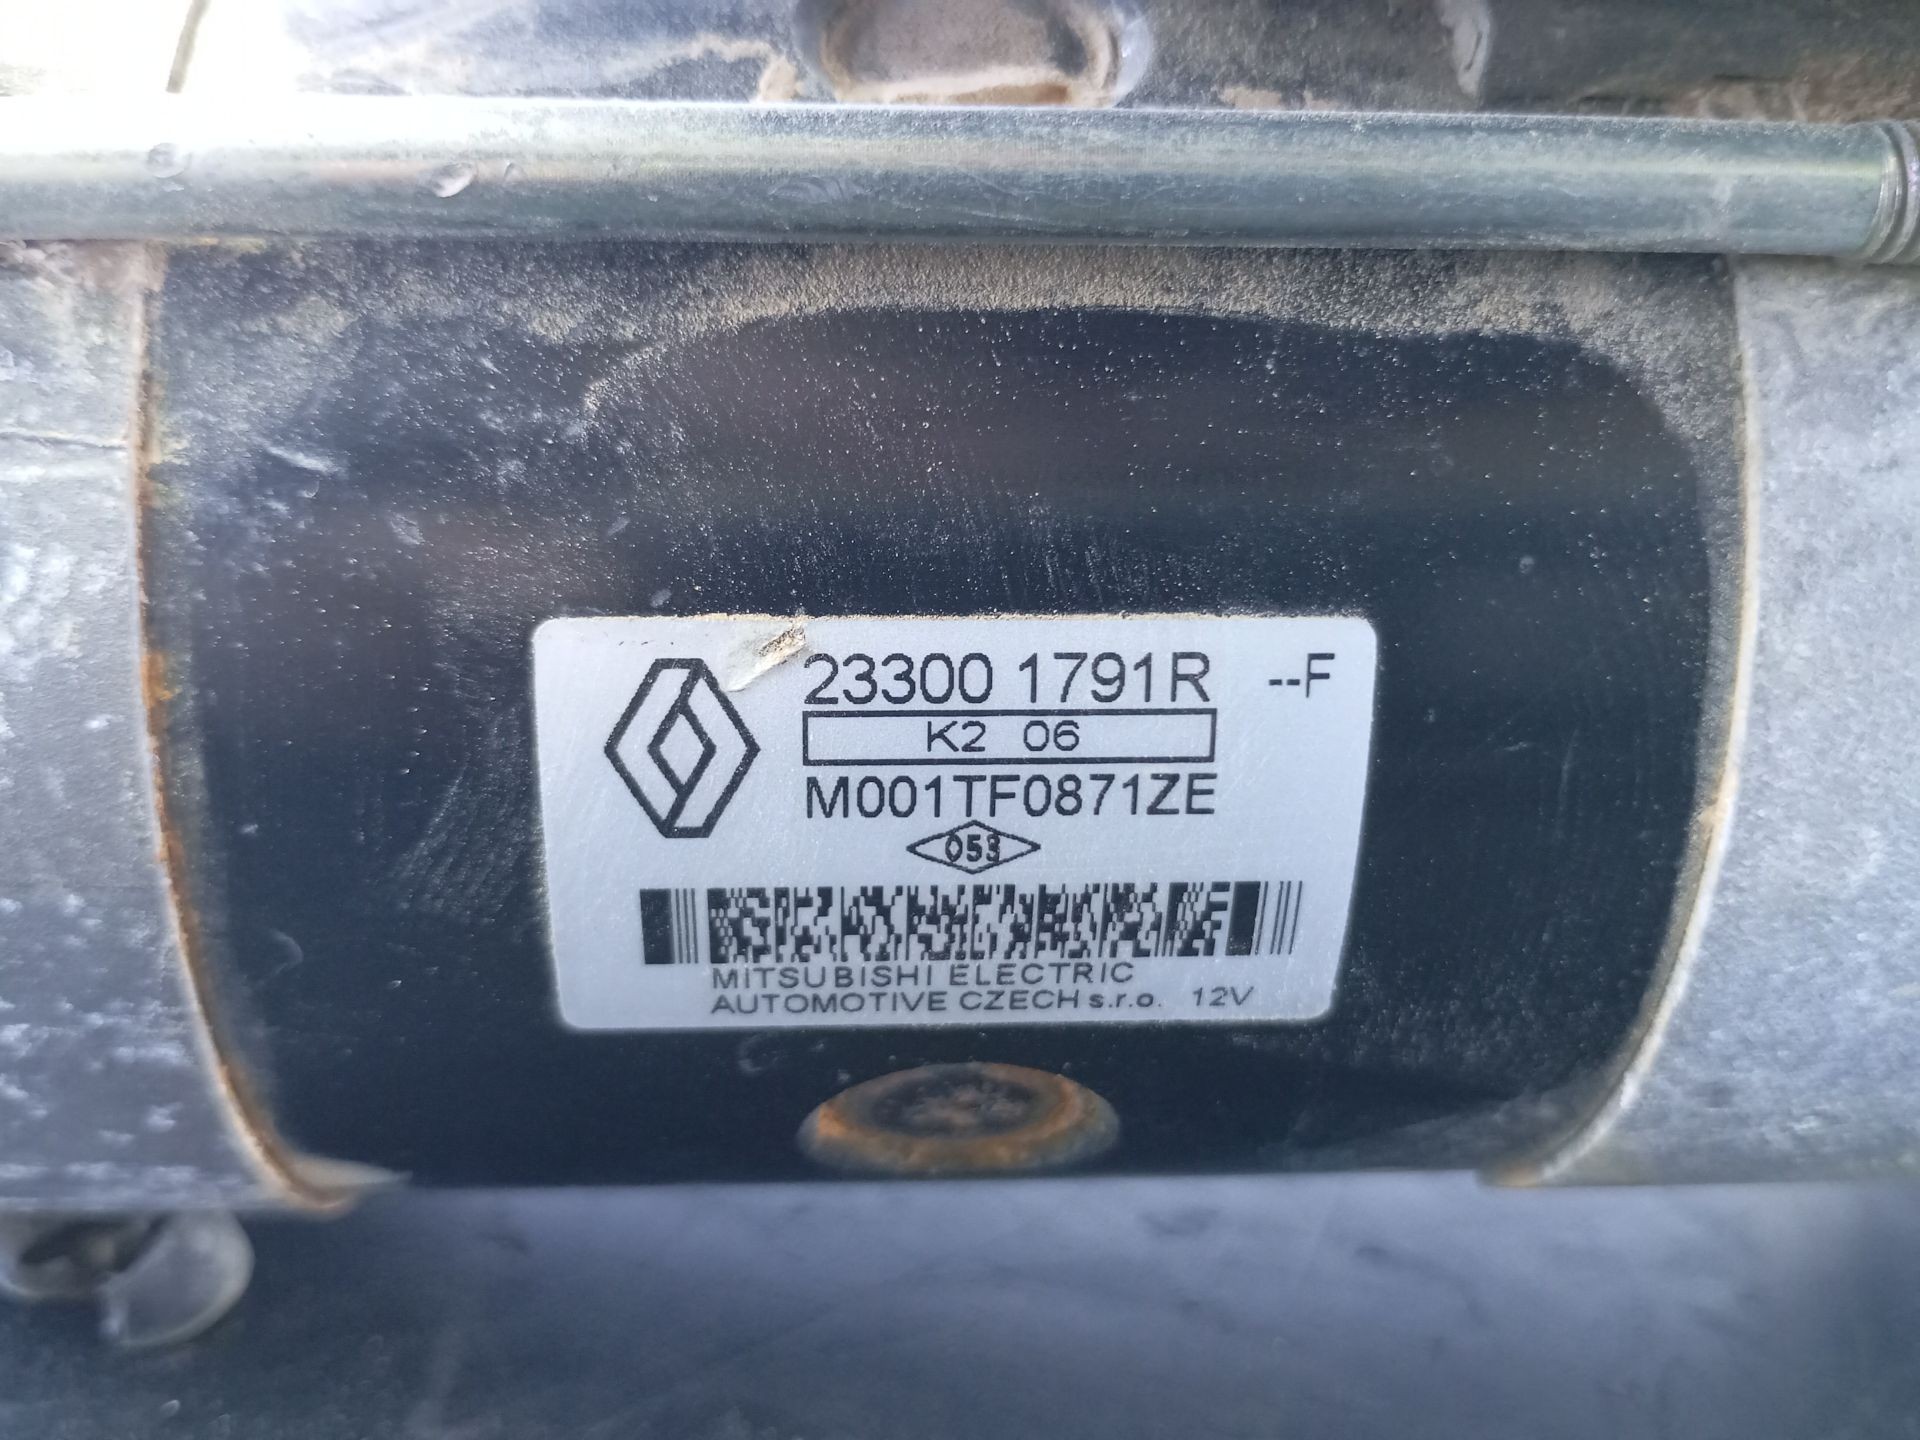 23300 1791R --F
K2 06
M001TF0871ZE
053
MITSUBISHI ELECTRIC
AUTOMOTIVE CZECH s.r.o. 12V